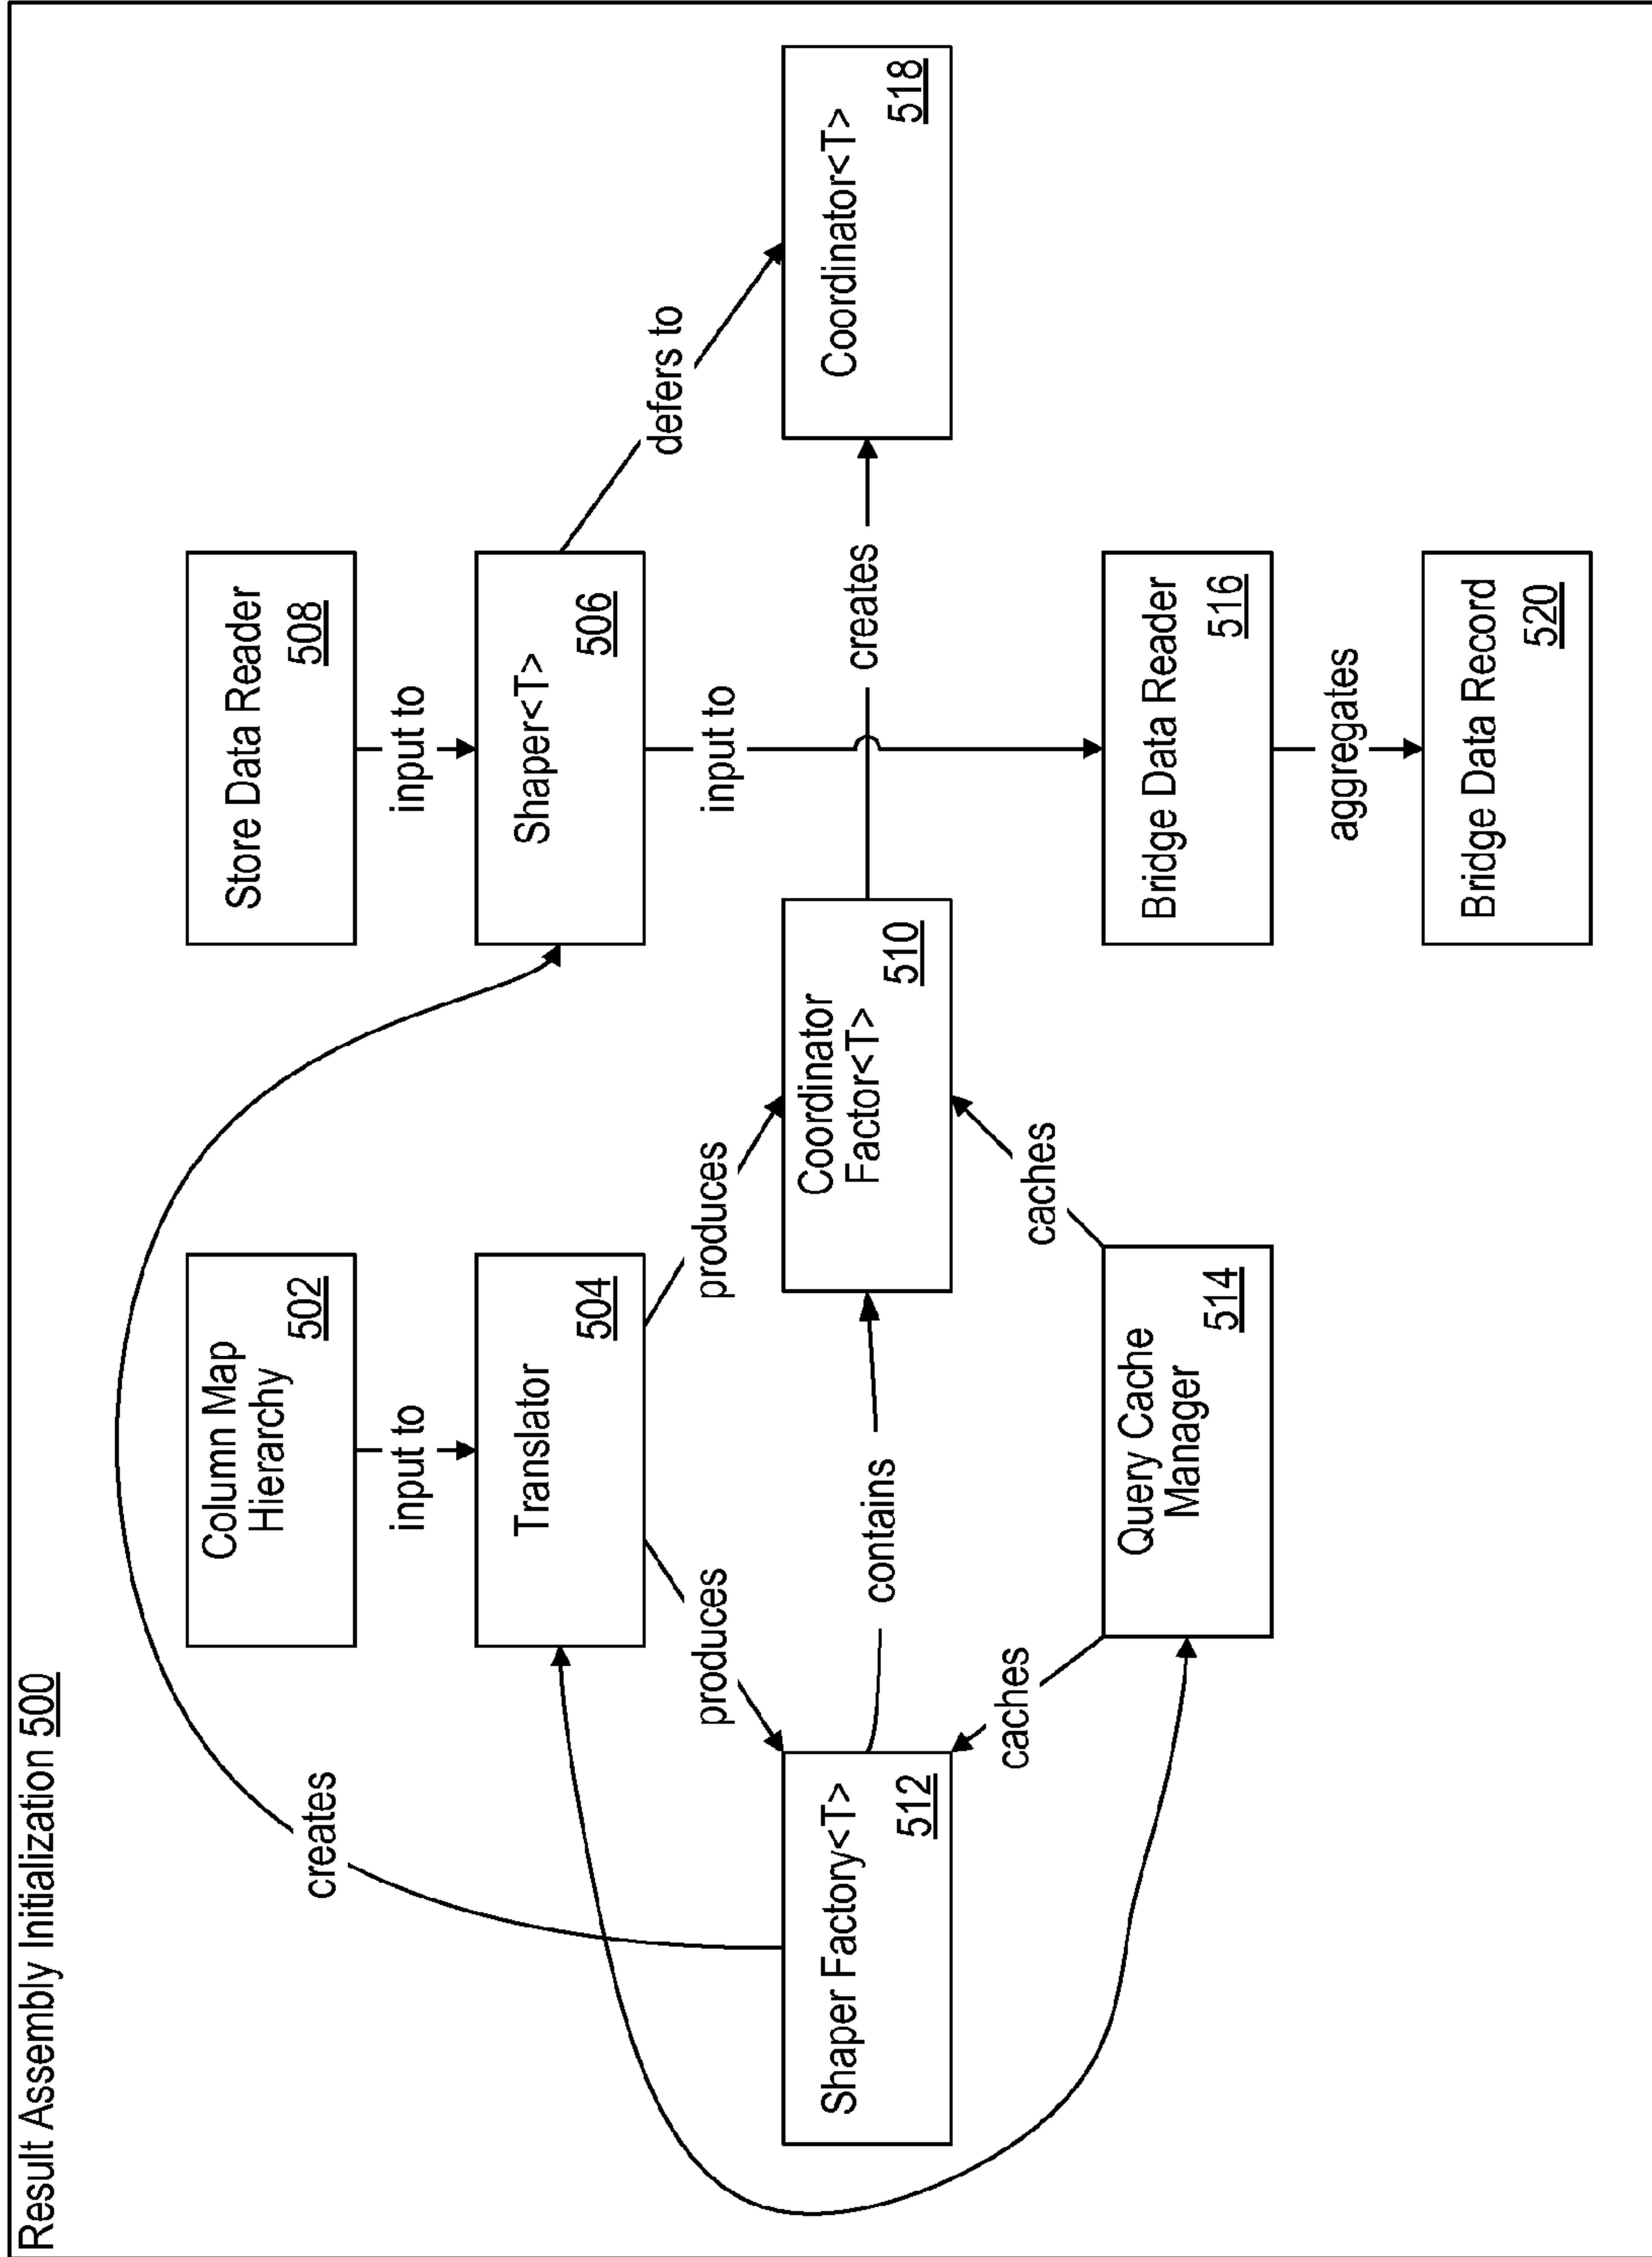 Result Assembly Initialization 500
creates
Column Map
Hierarchy
502
Store Data Reader
508
input to
input to
Translator
504
Shaper<T>
506
produces
produces
input to
defers to
Shaper Factory<T>
512
contains
Coordinator
Factor<T>
510
creates
Coordinator<T>
518
caches
caches
Query Cache
Manager
514
Bridge Data Reader
516
aggregates
Bridge Data Record
520